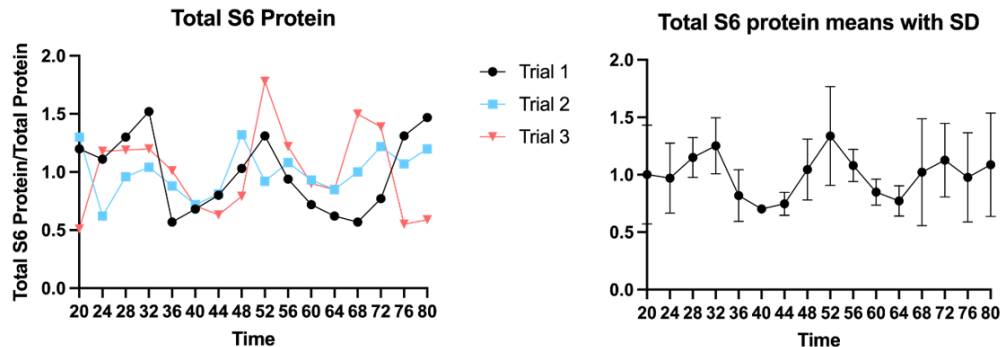 Total S6 Protein
Total S6 Protein/Total Protein
2.0
1.5
1.0
0.5
0.0
20 24 28 32 36 40 44 48 52 56 60 64 68 72 76 80
Time
Trial 1
Trial 2
Trial 3
Total S6 protein means with SD
2.0
1.5
1.0
0.5
0.0
20 24 28 32 36 40 44 48 52 56 60 64 68 72 76 80
Time